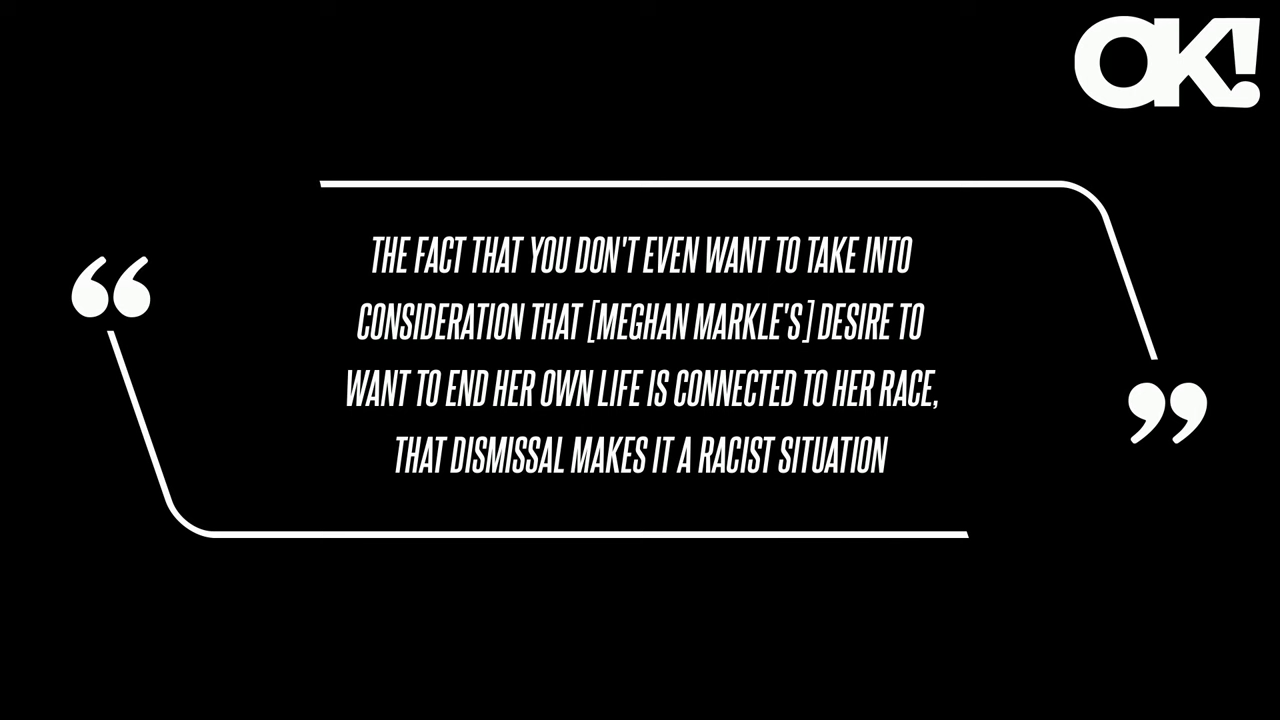 OK!
“
THE FACT THAT YOU DON'T EVEN WANT TO TAKE INTO
CONSIDERATION THAT [MEGHAN MARKLE'S] DESIRE TO
WANT TO END HER OWN LIFE IS CONNECTED TO HER RACE,
THAT DISMISSAL MAKES IT A RACIST SITUATION
”